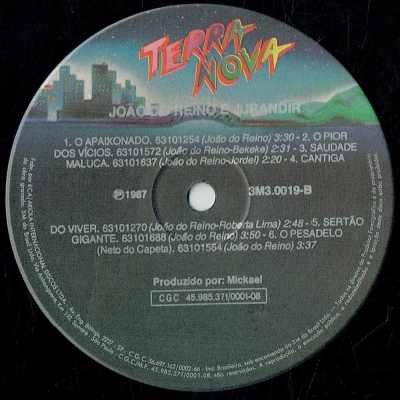 TERRA
NOVA
JOÃO DO REINO E JURANDIR
1. O APAIXONADO. 63101254 (João do Reino) 3:30 - 2. O PIOR
DOS VÍCIOS. 63101572 (João do Reino-Bekeke) 2:31 - 3. SAUDADE
MALUCA. 63101637 (João do Reino-Jordel) 2:20 - 4. CANTIGA
℗1987
3M3.0019-B
DO VIVER. 63101270 (João do Reino-Roberta Lima) 2:48 - 5. SERTÃO
GIGANTE. 63101688 (João do Reino) 3:50 - 6. O PESADELO
(Neto do Capeta). 63101554 (João do Reino) 3:37
Produzido por: Mickael
CGC 45.985.371/0001-08